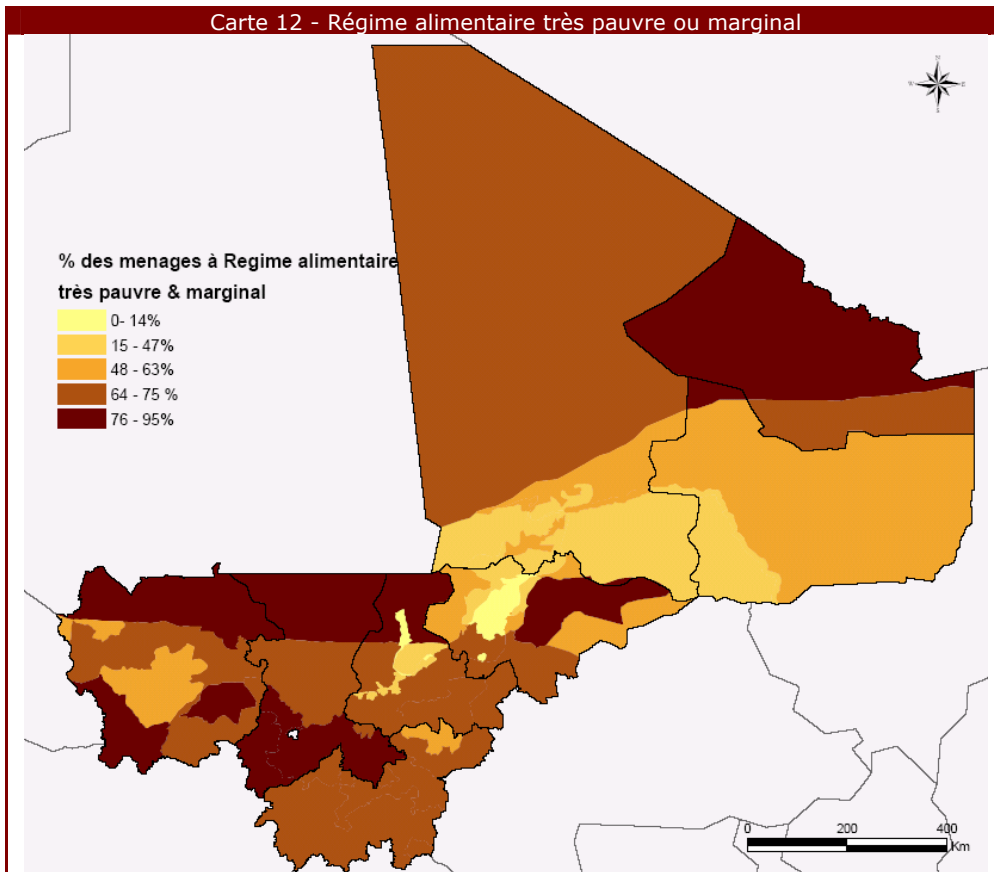 Carte 12 - Régime alimentaire très pauvre ou marginal
N
W E
S
% des menages à Regime alimentaire
très pauvre & marginal
0- 14%
15 - 47%
48 - 63%
64 - 75 %
76 - 95%
0 200 400
Km